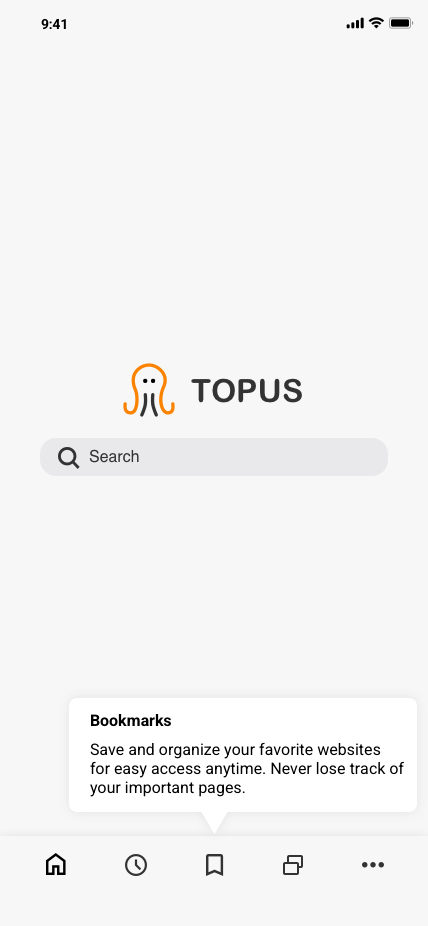 9:41
TOPUS
Search
Bookmarks
Save and organize your favorite websites
for easy access anytime. Never lose track of
your important pages.